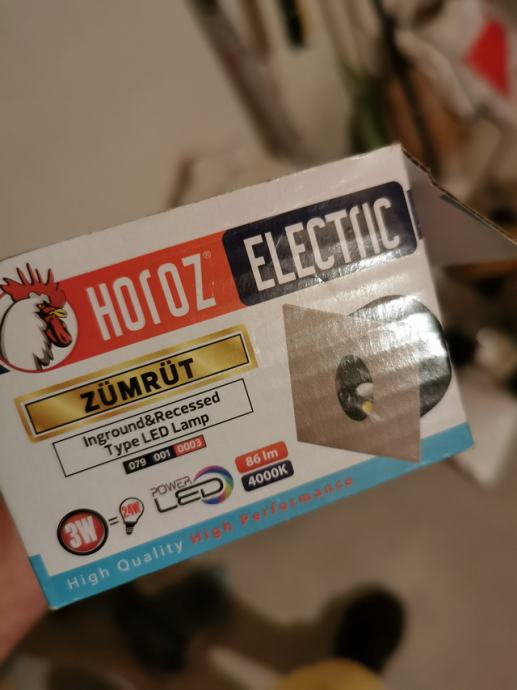 HOROZ® ELECTRIC
ZÜMRÜT
Inground&Recessed
Type LED Lamp
079 001 0003
3W = 24W
POWER
LED
86 lm
4000K
High Quality High Performance